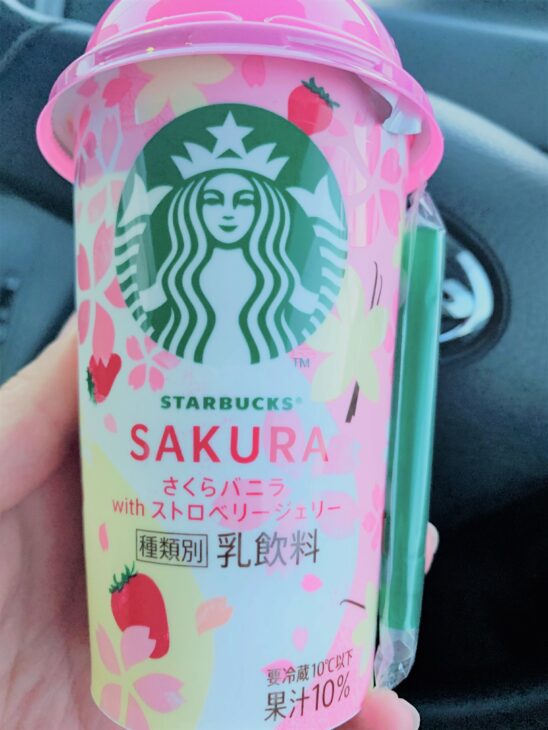 TM
STARBUCKS®
SAKURA
さくらバニラ
with ストロベリージェリー
種類別 乳飲料
要冷蔵10℃以下
果汁10%